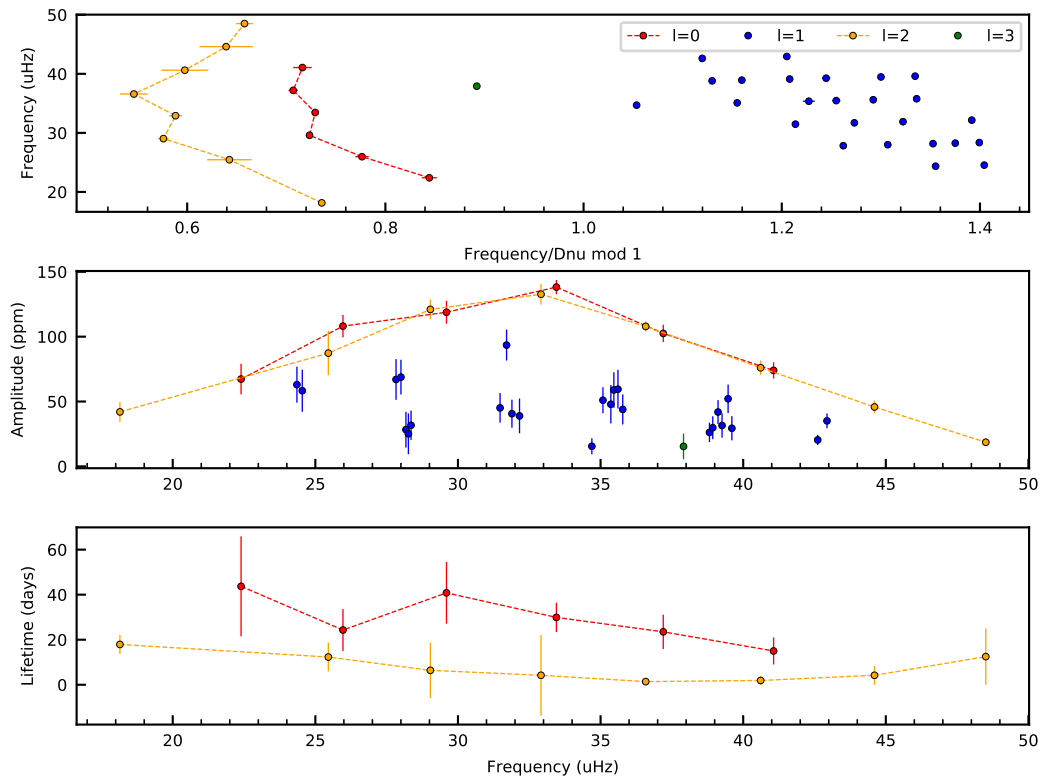 50
40
30
20
Frequency (uHz)
l=0 l=1 l=2 l=3
0.6 0.8 1.0 1.2 1.4
Frequency/Dnu mod 1
150
100
50
0
Amplitude (ppm)
20 25 30 35 40 45 50
60
40
20
0
Lifetime (days)
20 25 30 35 40 45 50
Frequency (uHz)